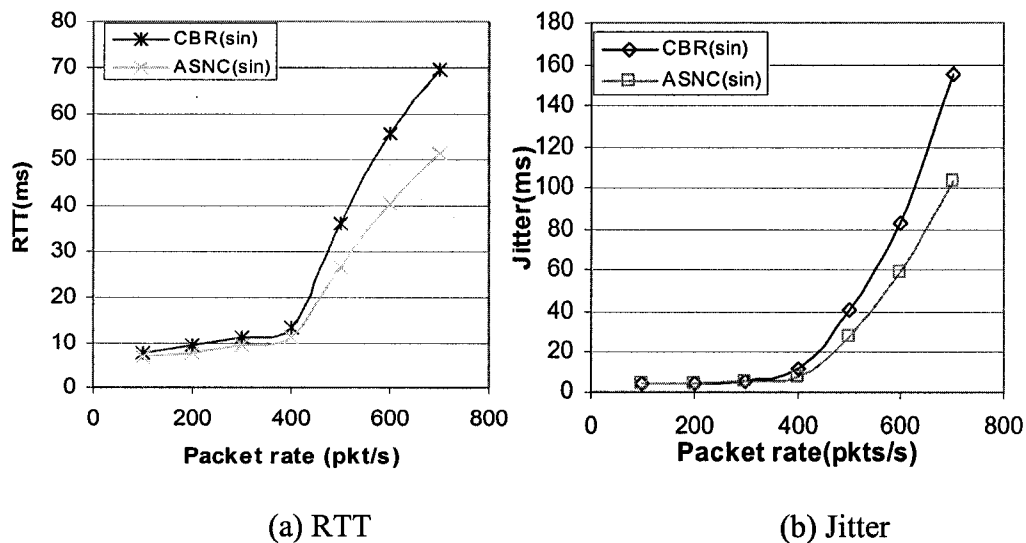 80
70
60
50
40
30
20
10
0
RTT(ms)
CBR(sin)
ASNC(sin)
0 200 400 600 800
Packet rate (pkt/s)
(a) RTT
180
160
140
120
100
80
60
40
20
0
Jitter(ms)
CBR(sin)
ASNC(sin)
0 200 400 600 800
Packet rate(pkts/s)
(b) Jitter